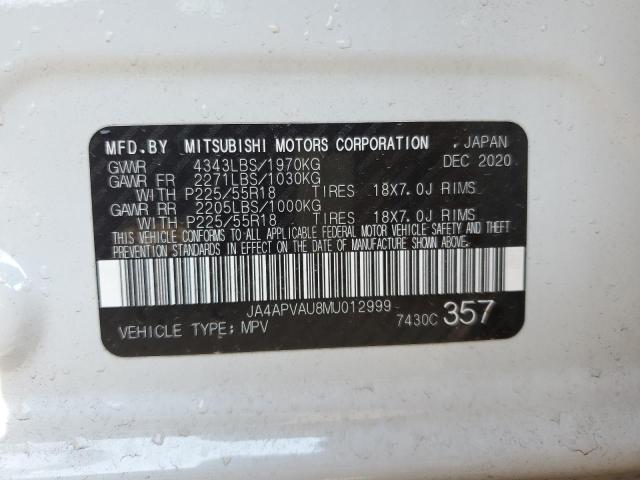 MFD.BY MITSUBISHI MOTORS CORPORATION , JAPAN
GVWR 4343LBS/1970KG DEC 2020
GAWR FR 2271LBS/1030KG
WITH P225/55R18 TIRES 18X7.0J RIMS
GAWR RR 2205LBS/1000KG
WITH P225/55R18 TIRES 18X7.0J RIMS
THIS VEHICLE CONFORMS TO ALL APPLICABLE FEDERAL MOTOR VEHICLE SAFETY AND
THEFT PREVENTION STANDARDS IN EFFECT ON THE DATE OF MANUFACTURE SHOWN ABOVE.
JA4APVAU8MU012999
VEHICLE TYPE: MPV 7430C 357